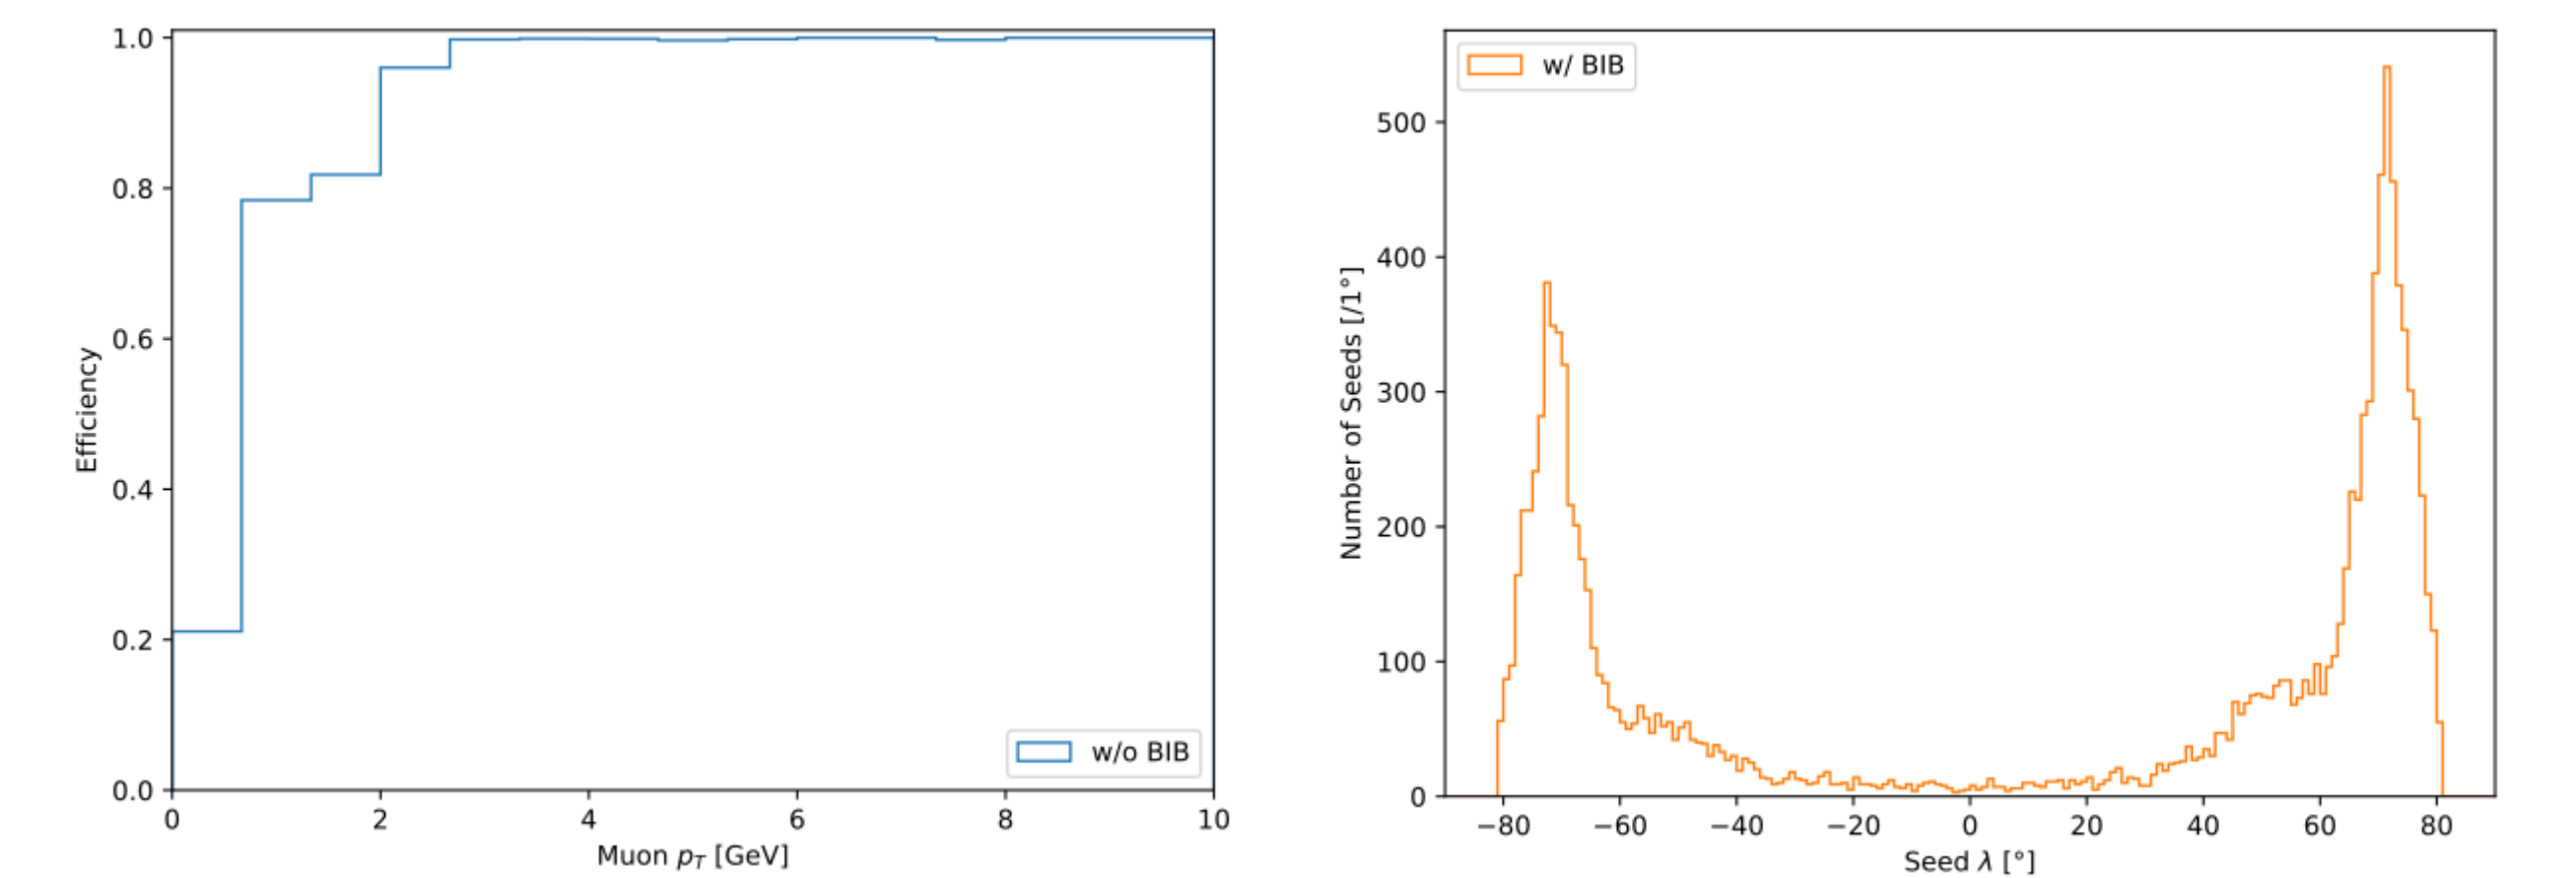 1.0
0.8
0.6
0.4
0.2
0.0
Efficiency
0 2 4 6 8 10
Muon pT [GeV]
w/o BIB
w/ BIB
500
400
300
200
100
0
Number of Seeds [/1°]
−80 −60 −40 −20 0 20 40 60 80
Seed λ [°]